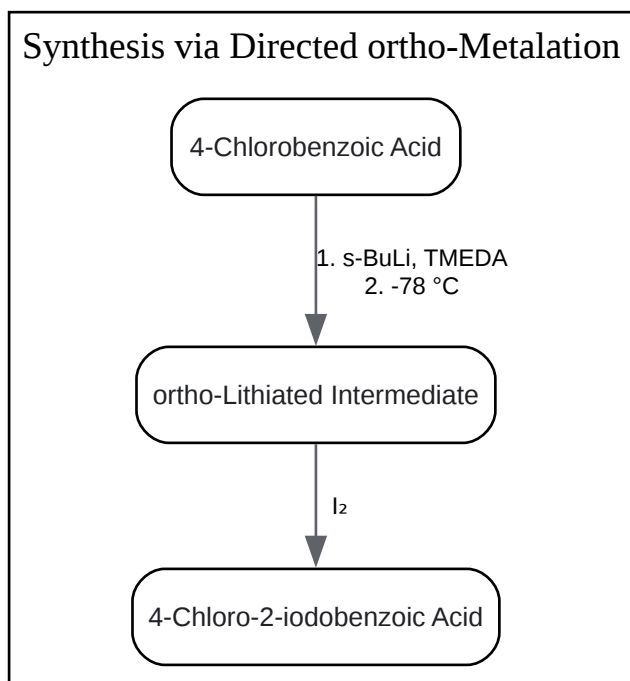 Synthesis via Directed ortho-Metalation
4-Chlorobenzoic Acid
1. s-BuLi, TMEDA
2. -78 °C
ortho-Lithiated Intermediate
I₂
4-Chloro-2-iodobenzoic Acid